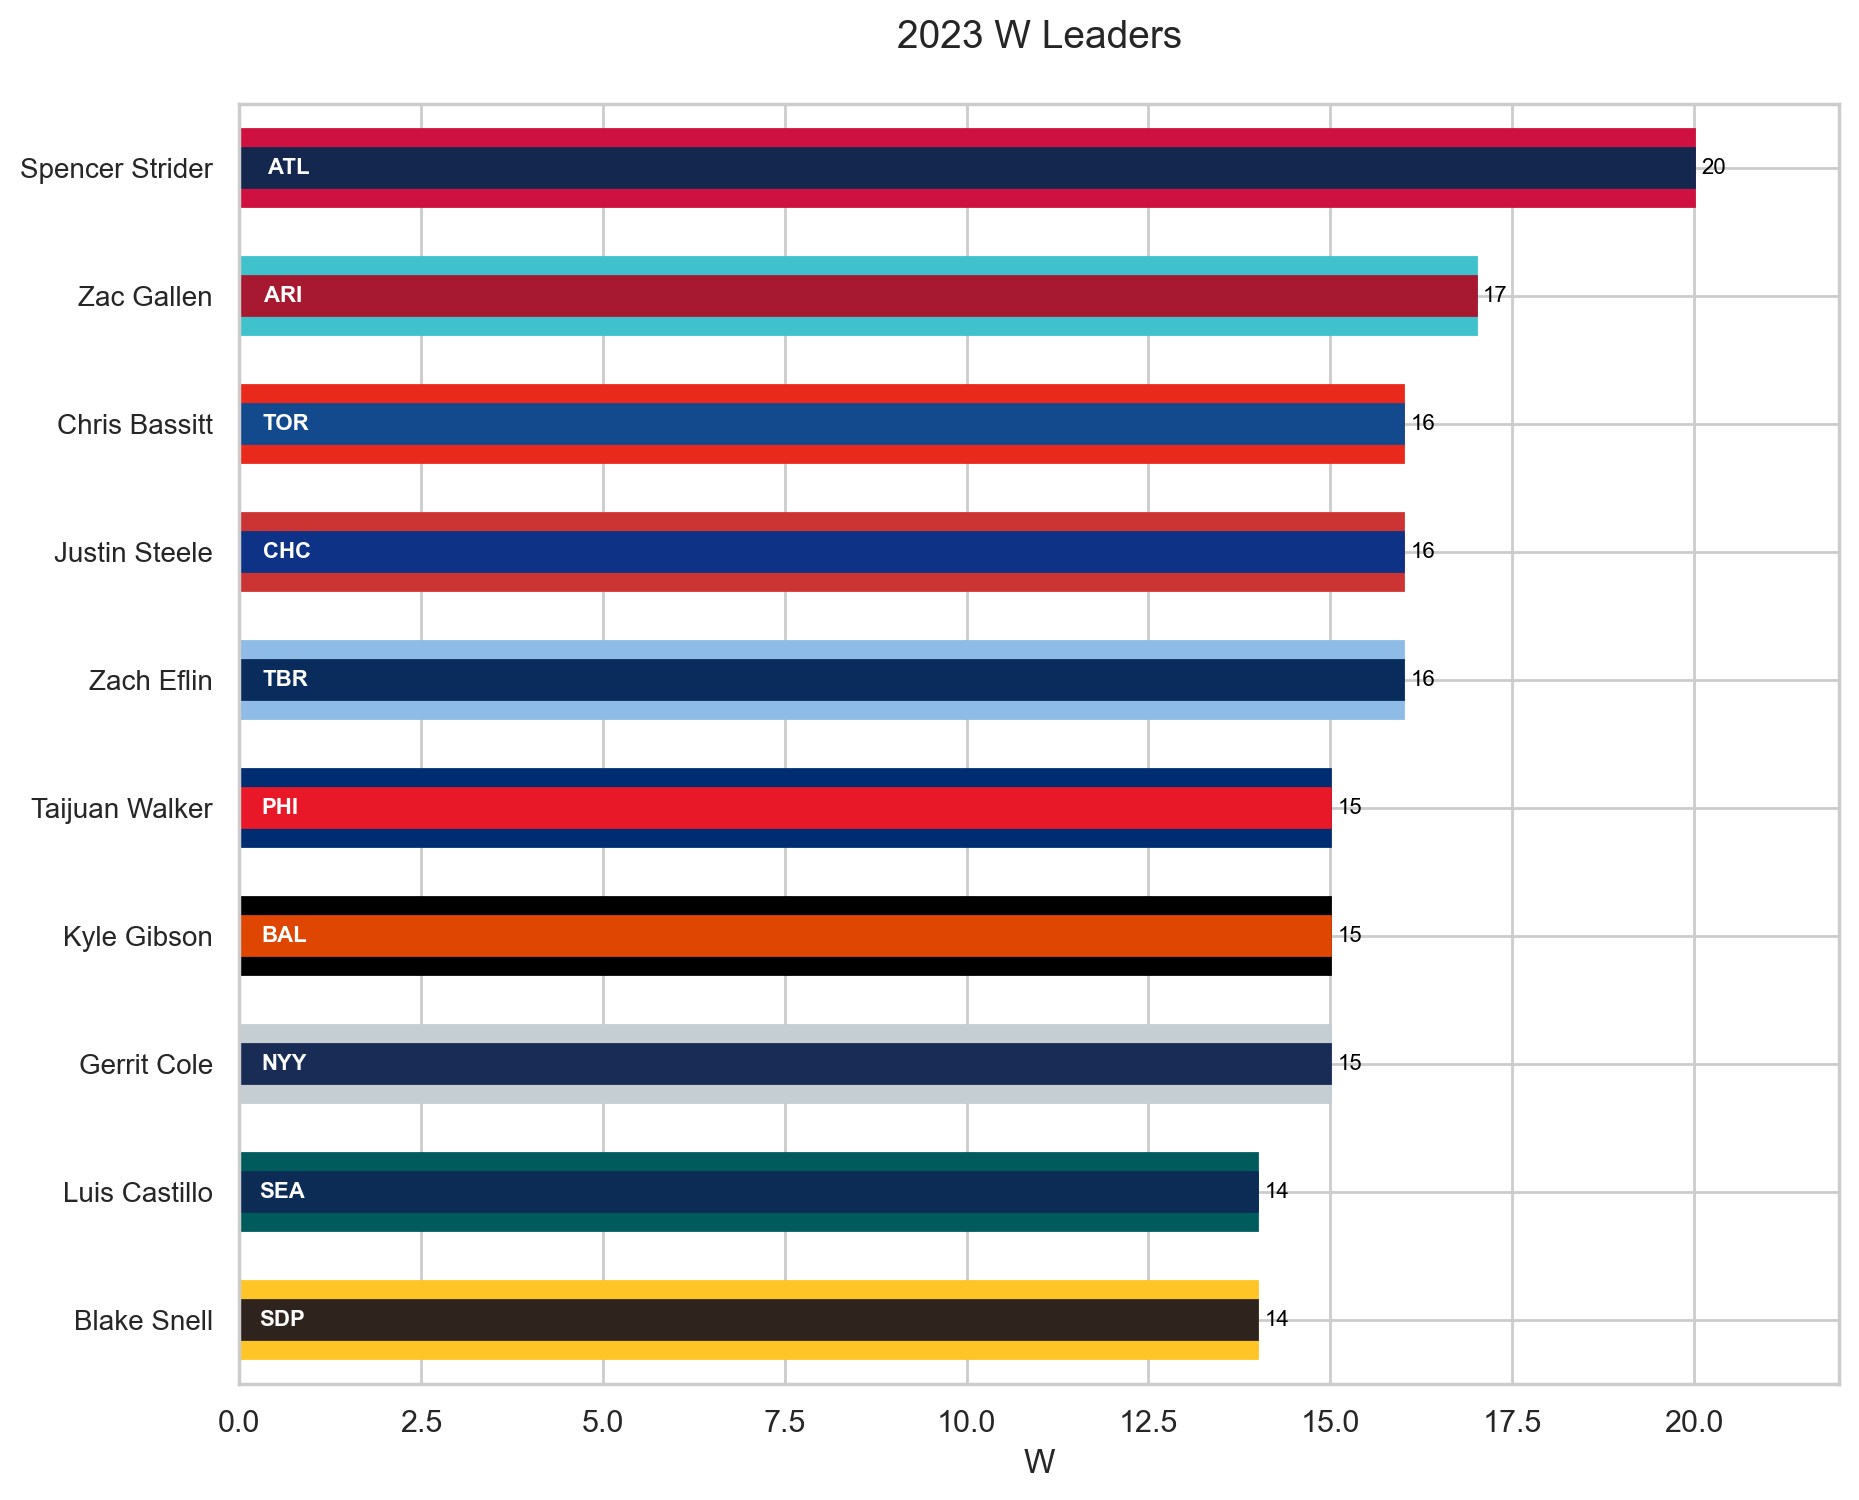 2023 W Leaders
Spencer Strider ATL 20
Zac Gallen ARI 17
Chris Bassitt TOR 16
Justin Steele CHC 16
Zach Eflin TBR 16
Taijuan Walker PHI 15
Kyle Gibson BAL 15
Gerrit Cole NYY 15
Luis Castillo SEA 14
Blake Snell SDP 14
0.0 2.5 5.0 7.5 10.0 12.5 15.0 17.5 20.0
W